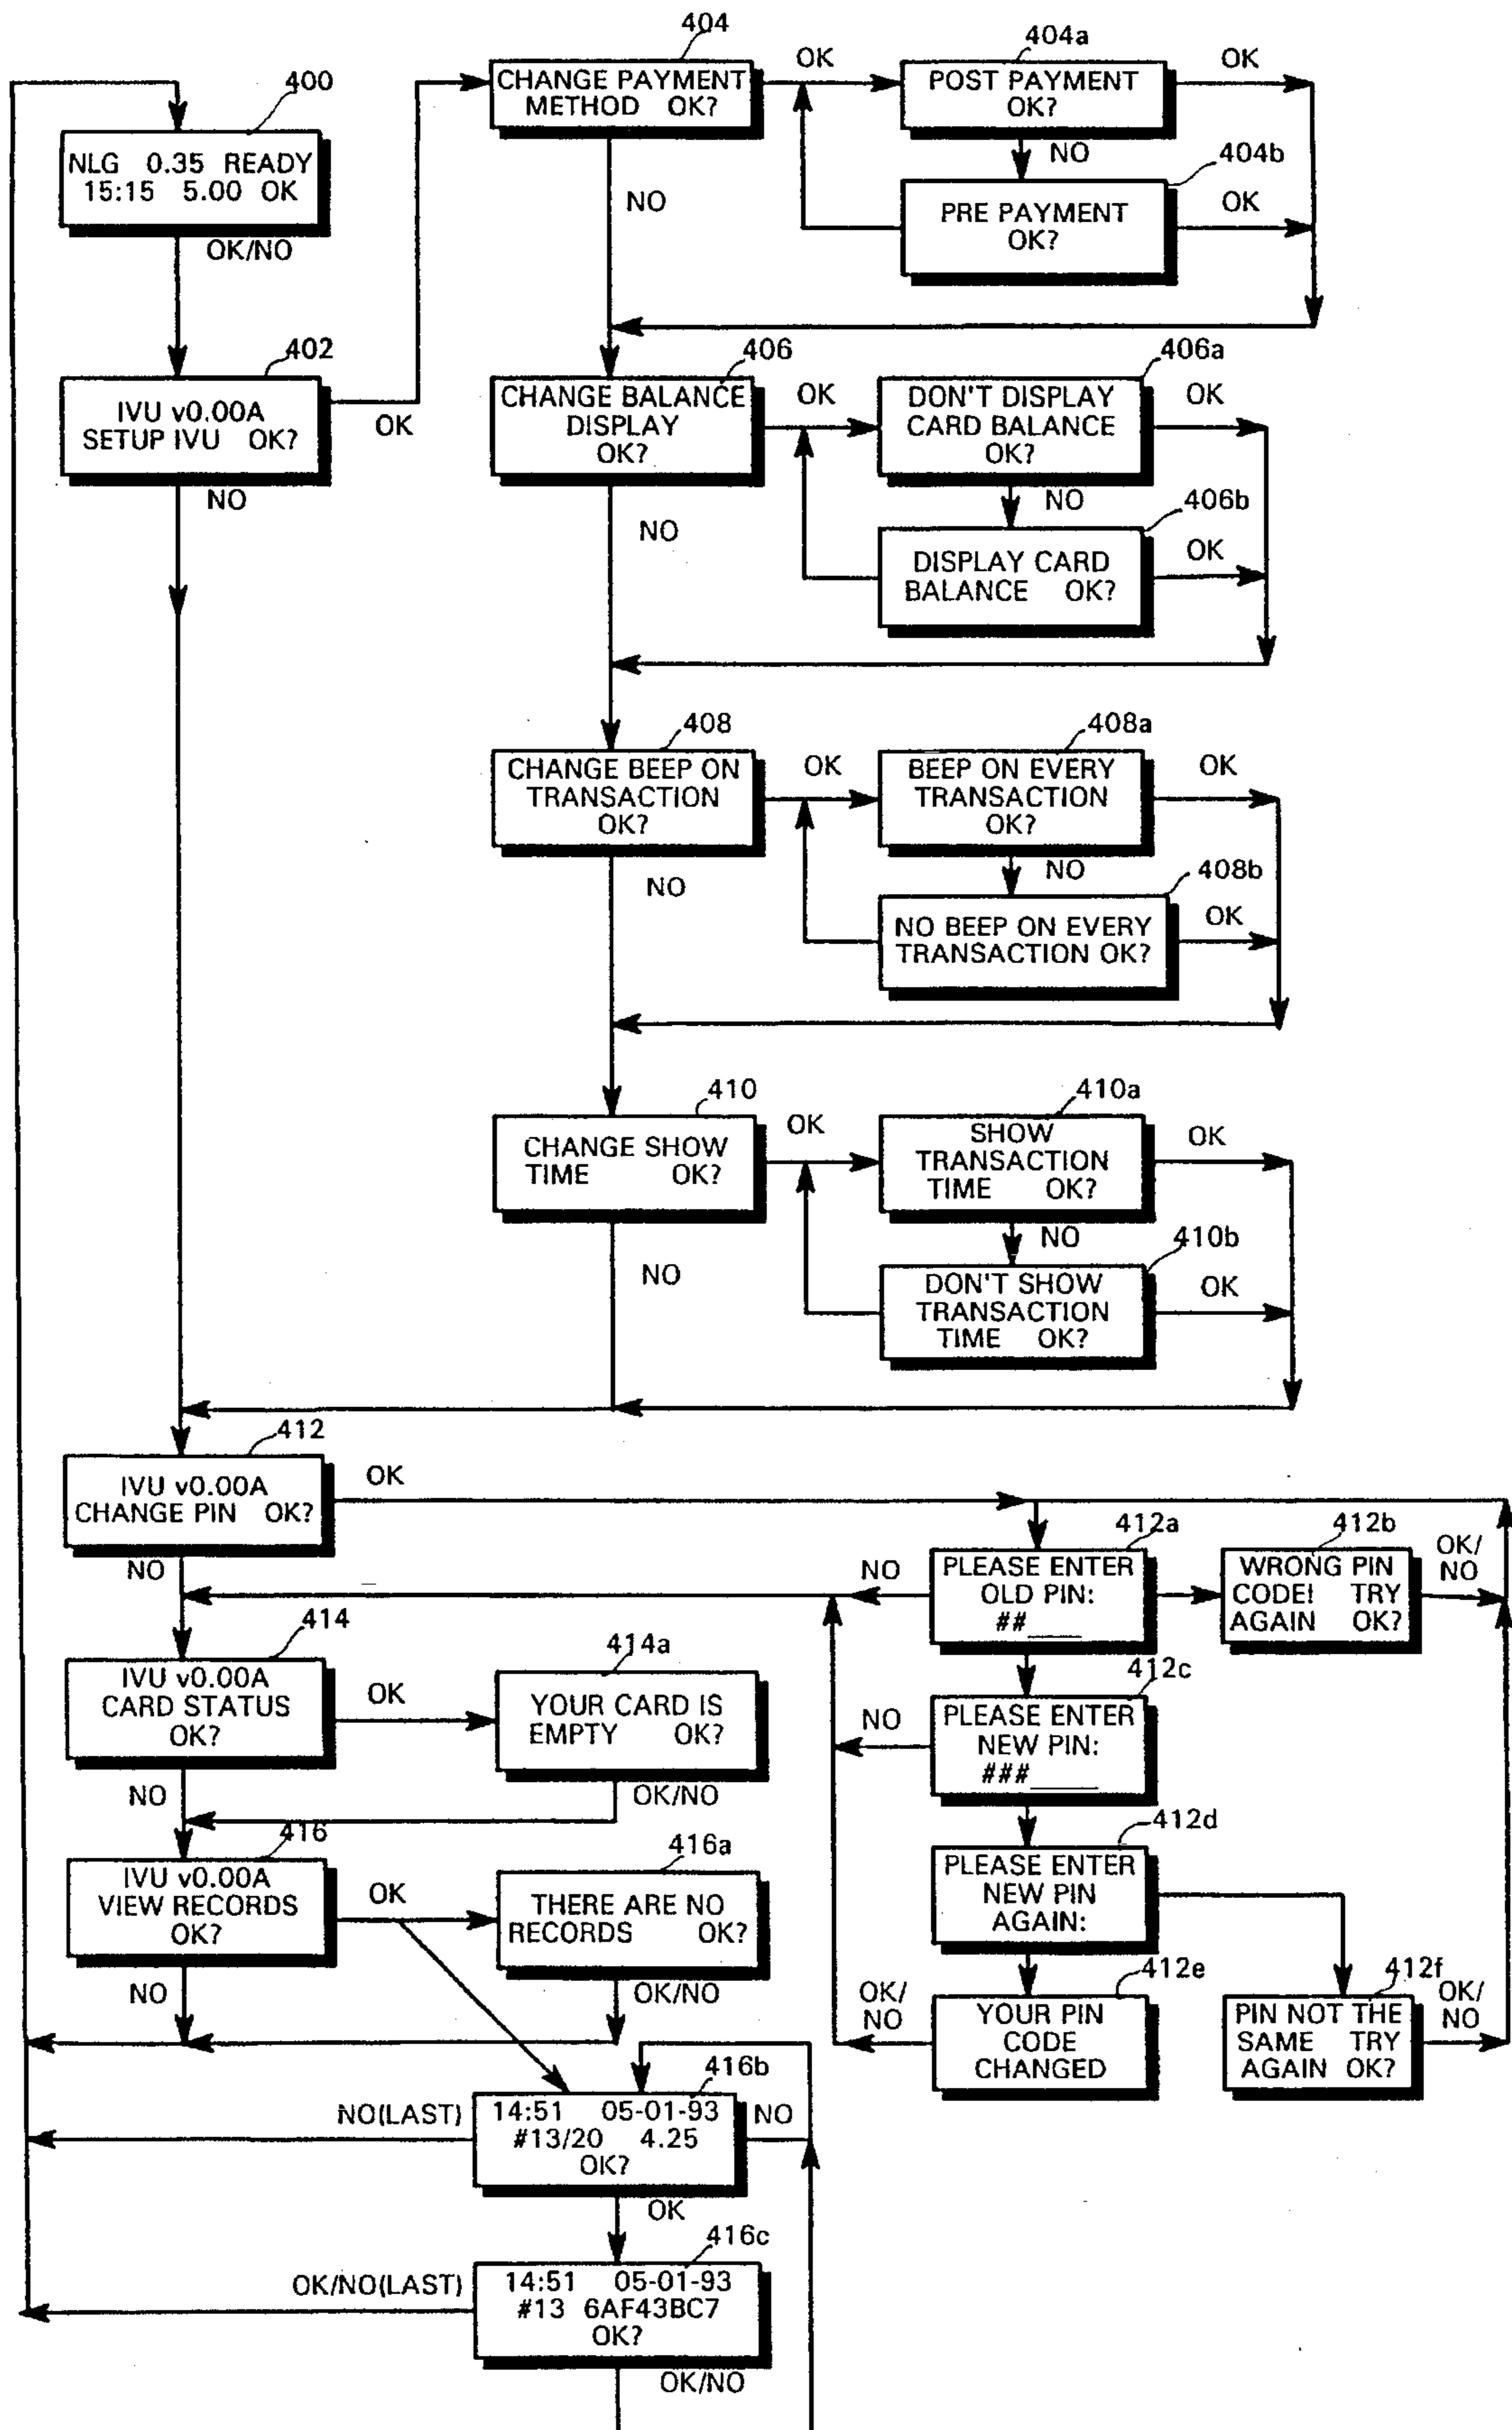 404
CHANGE PAYMENT
METHOD OK?
OK
404a
POST PAYMENT
OK?
OK
400
NLG 0.35 READY
15:15 5.00 OK
OK/NO
NO
NO
404b
PRE PAYMENT
OK?
OK
402
IVU v0.00A
SETUP IVU OK?
OK
NO
406
CHANGE BALANCE
DISPLAY
OK?
OK
NO
406a
DON'T DISPLAY
CARD BALANCE
OK?
OK
NO
406b
DISPLAY CARD
BALANCE OK?
OK
408
CHANGE BEEP ON
TRANSACTION
OK?
OK
NO
408a
BEEP ON EVERY
TRANSACTION
OK?
OK
NO
408b
NO BEEP ON EVERY
TRANSACTION OK?
OK
410
CHANGE SHOW
TIME OK?
OK
NO
410a
SHOW
TRANSACTION
TIME OK?
OK
NO
410b
DON'T SHOW
TRANSACTION
TIME OK?
OK
412
IVU v0.00A
CHANGE PIN OK?
OK
NO
412a
PLEASE ENTER
OLD PIN:
##____
NO
412b
WRONG PIN
CODE! TRY
AGAIN OK?
OK/
NO
414
IVU v0.00A
CARD STATUS
OK?
OK
NO
414a
YOUR CARD IS
EMPTY OK?
OK/NO
412c
PLEASE ENTER
NEW PIN:
###_____
NO
412d
PLEASE ENTER
NEW PIN
AGAIN:
416
IVU v0.00A
VIEW RECORDS
OK?
OK
NO
416a
THERE ARE NO
RECORDS OK?
OK/NO
412e
YOUR PIN
CODE
CHANGED
OK/
NO
412f
PIN NOT THE
SAME TRY
AGAIN OK?
OK/
NO
416b
14:51 05-01-93
#13/20 4.25
OK?
NO(LAST)
NO
OK
416c
14:51 05-01-93
#13 6AF43BC7
OK?
OK/NO(LAST)
OK/NO